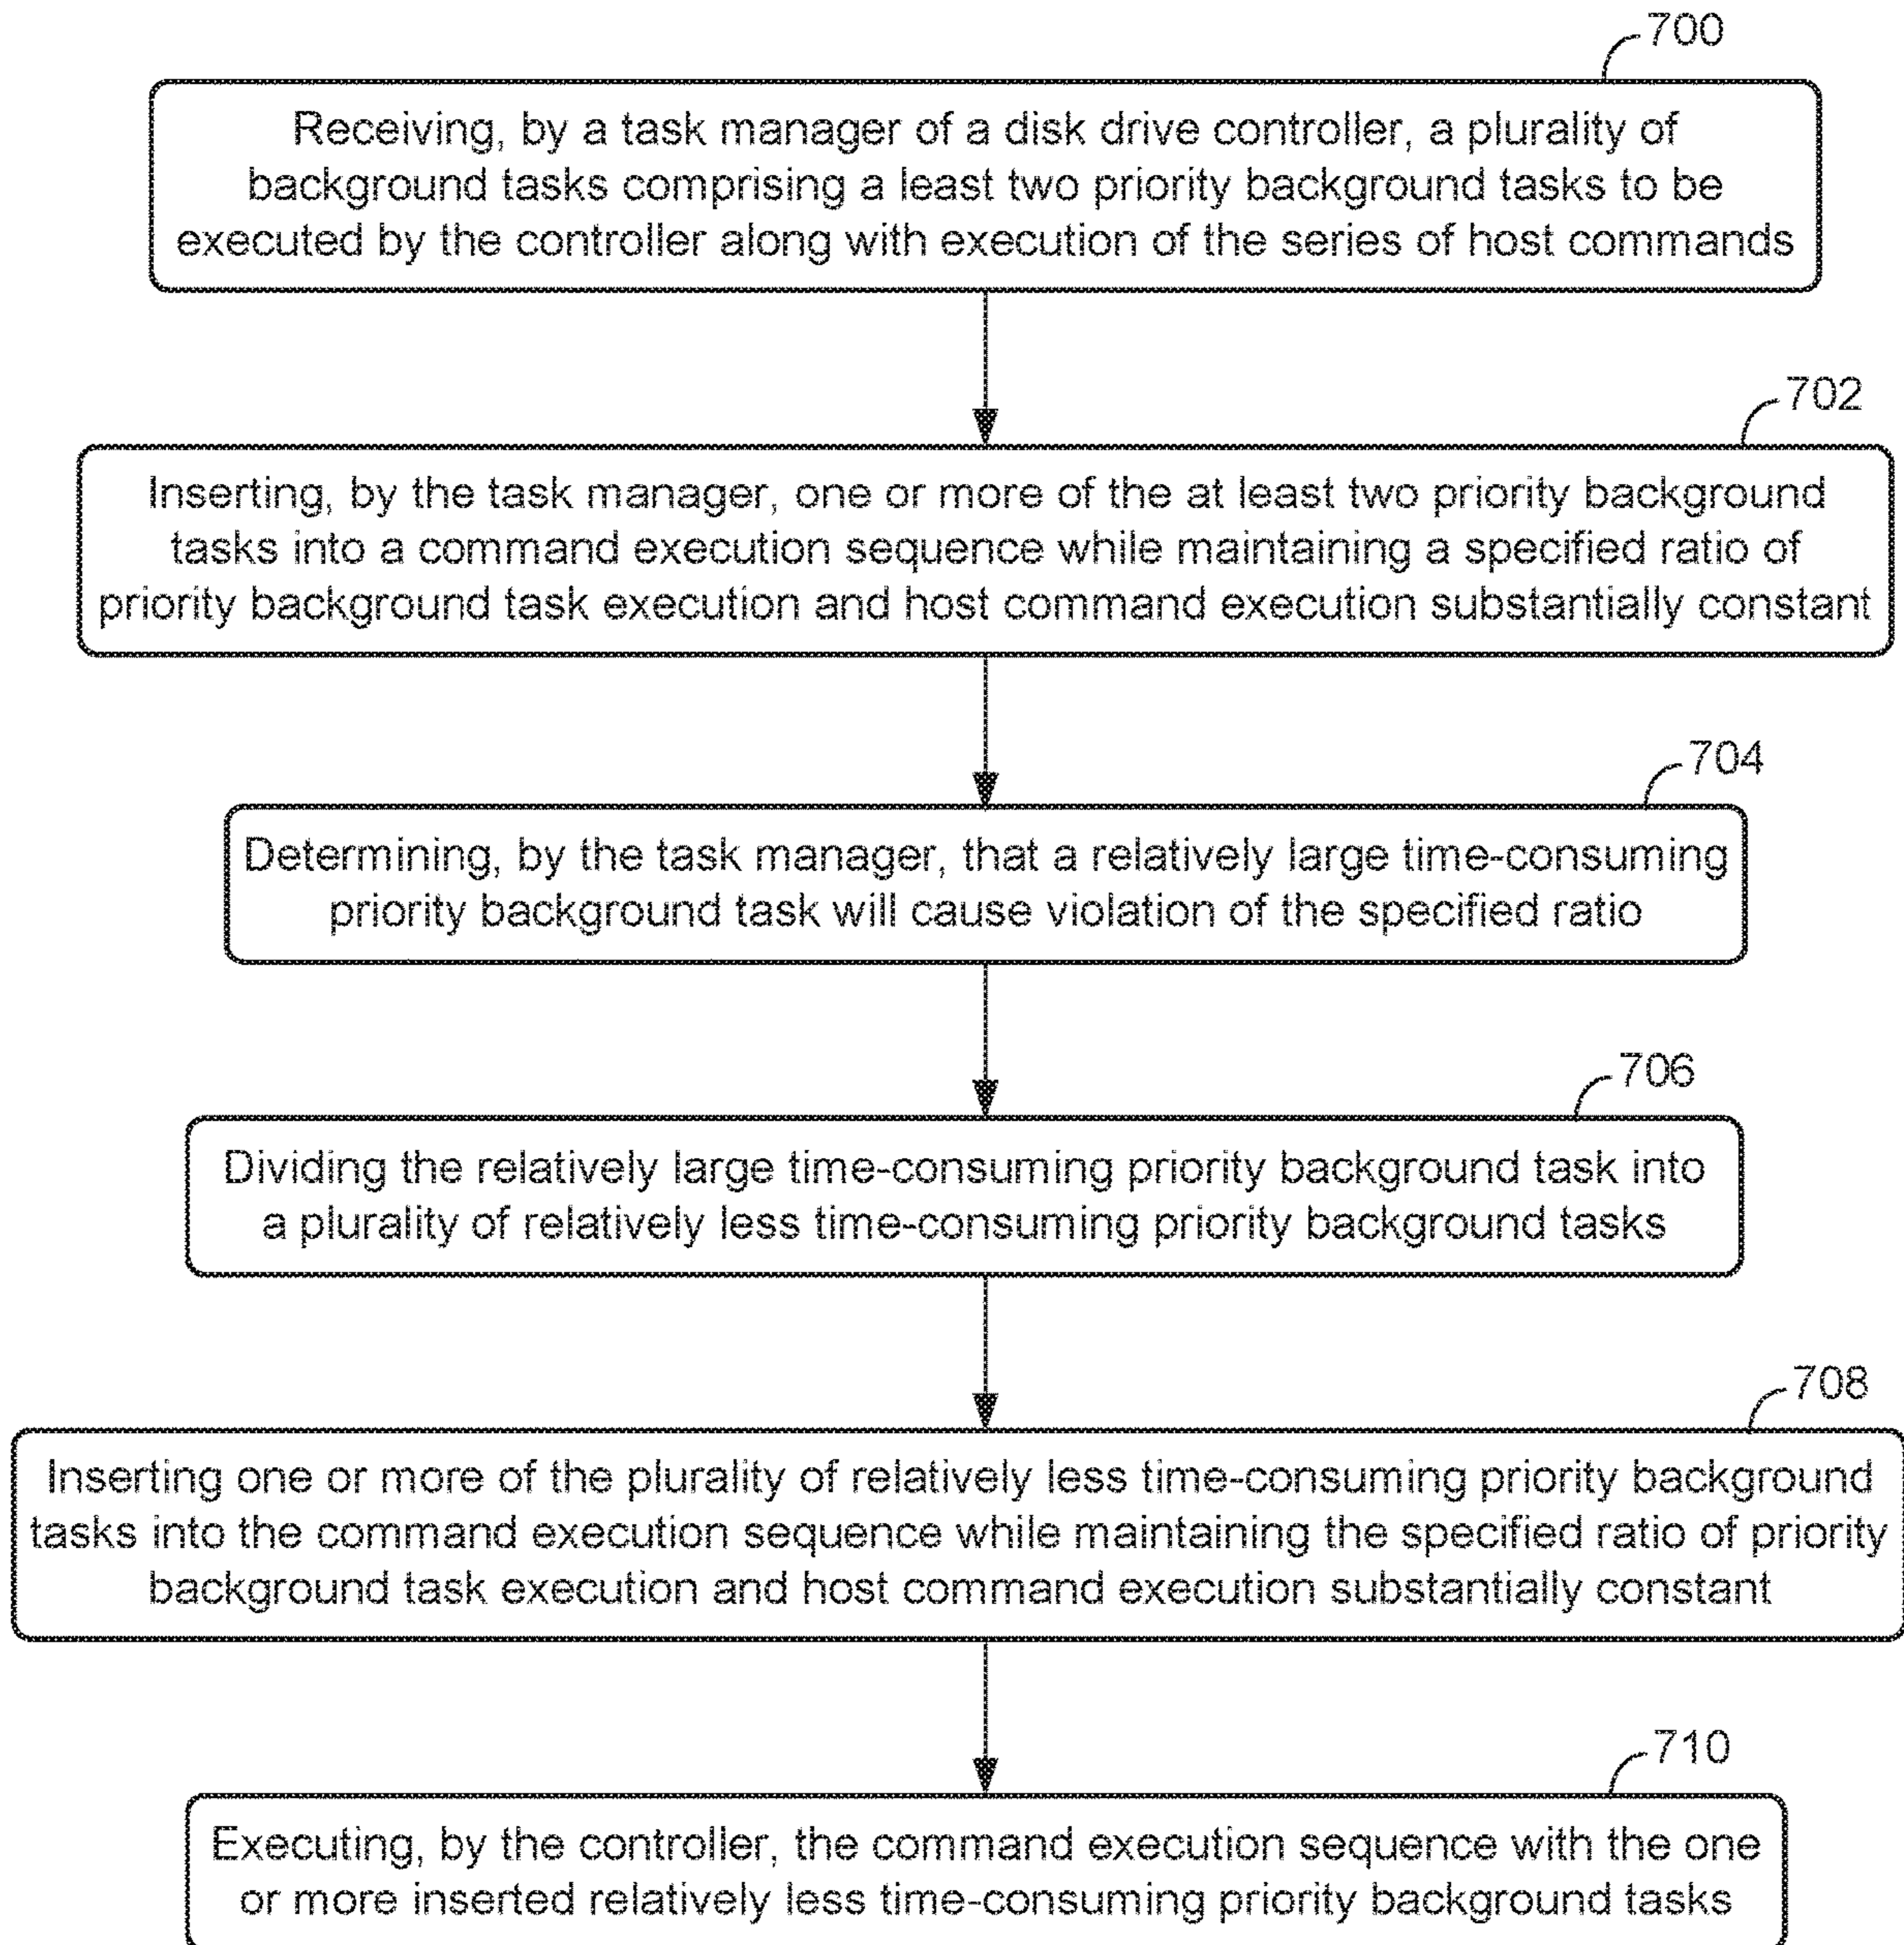 700
Receiving, by a task manager of a disk drive controller, a plurality of
background tasks comprising a least two priority background tasks to be
executed by the controller along with execution of the series of host commands
702
Inserting, by the task manager, one or more of the at least two priority background
tasks into a command execution sequence while maintaining a specified ratio of
priority background task execution and host command execution substantially constant
704
Determining, by the task manager, that a relatively large time-consuming
priority background task will cause violation of the specified ratio
706
Dividing the relatively large time-consuming priority background task into
a plurality of relatively less time-consuming priority background tasks
708
Inserting one or more of the plurality of relatively less time-consuming priority background
tasks into the command execution sequence while maintaining the specified ratio of priority
background task execution and host command execution substantially constant
710
Executing, by the controller, the command execution sequence with the one
or more inserted relatively less time-consuming priority background tasks